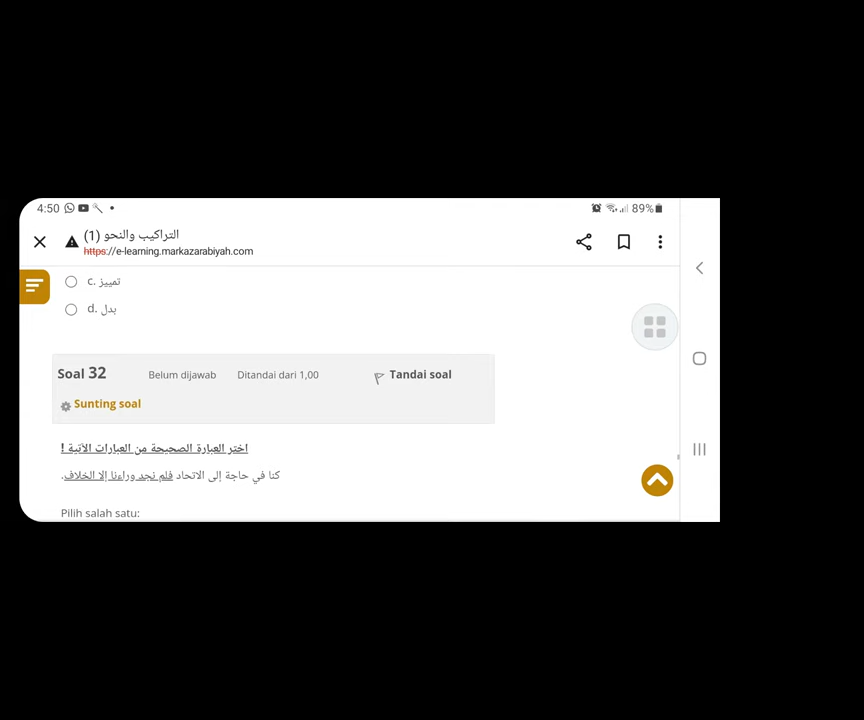 4:50
89%
التراكيب والنحو (1)
https://e-learning.markazarabiyah.com
c. تمييز
d. بدل
Soal 32
Belum dijawab
Ditandai dari 1,00
Tandai soal
Sunting soal
اختر العبارة الصحيحة من العبارات الآتية !
كنا في حاجة إلى الاتحاد فلم نجد وراءنا إلا الخلاف.
Pilih salah satu: